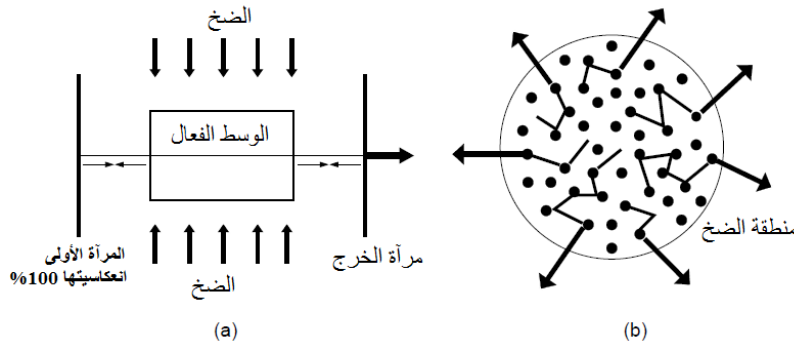 الضخ
الوسط الفعال
المرآة الأولى
انعكاسيتها 100%
مرآة الخرج
الضخ
(a)
منطقة الضخ
(b)